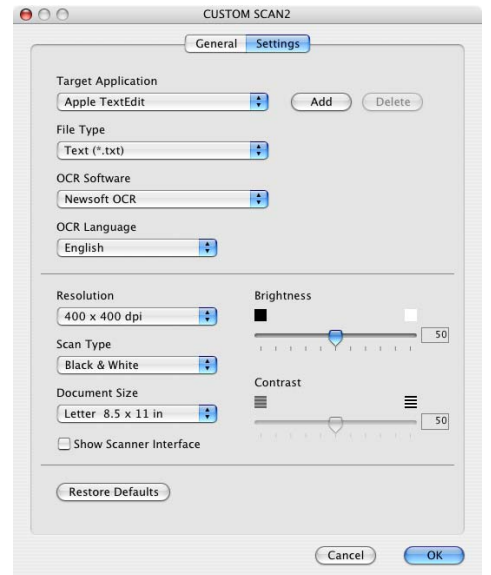 CUSTOM SCAN2
General Settings
Target Application
Apple TextEdit Add Delete
File Type
Text (*.txt)
OCR Software
Newsoft OCR
OCR Language
English
Resolution Brightness
400 x 400 dpi 50
Scan Type
Black & White
Contrast
Document Size
Letter 8.5 x 11 in 50
Show Scanner Interface
Restore Defaults
Cancel OK